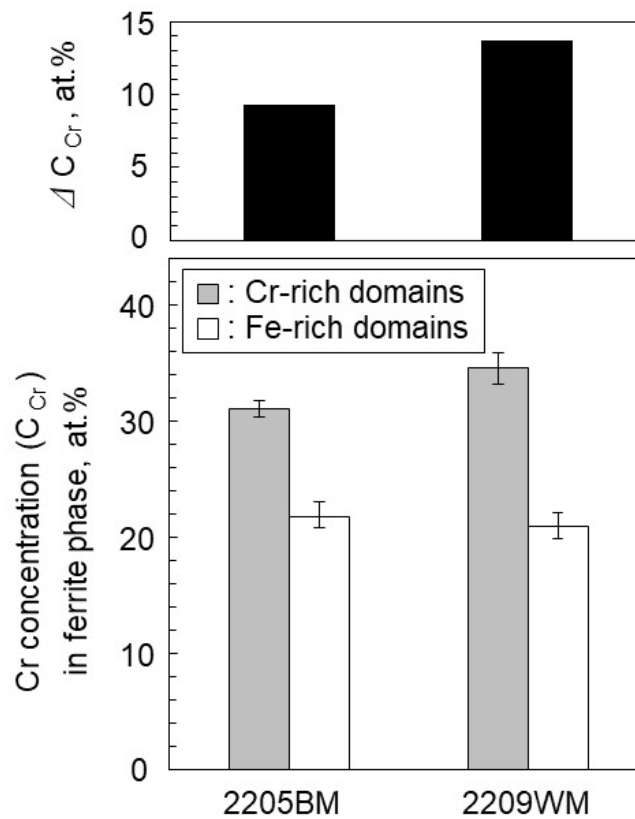 15
10
5
0
⊿ C Cr, at.%
: Cr-rich domains
: Fe-rich domains
40
30
20
10
0
Cr concentration (C Cr)
in ferrite phase, at.%
2205BM
2209WM